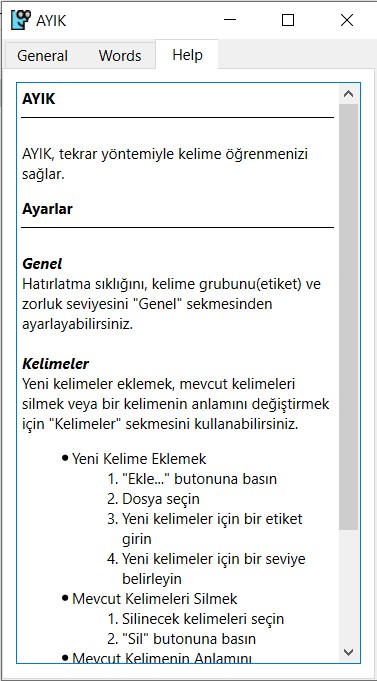 AYIK
General Words Help
AYIK
AYIK, tekrar yöntemiyle kelime öğrenmenizi
sağlar.
Ayarlar
Genel
Hatırlatma sıklığını, kelime grubunu(etiket) ve
zorluk seviyesini "Genel" sekmesinden
ayarlayabilirsiniz.
Kelimeler
Yeni kelimeler eklemek, mevcut kelimeleri
silmek veya bir kelimenin anlamını değiştirmek
için "Kelimeler" sekmesini kullanabilirsiniz.
● Yeni Kelime Eklemek
1. "Ekle..." butonuna basın
2. Dosya seçin
3. Yeni kelimeler için bir etiket
girin
4. Yeni kelimeler için bir seviye
belirleyin
● Mevcut Kelimeleri Silmek
1. Silinecek kelimeleri seçin
2. "Sil" butonuna basın
● Mevcut Kelimenin Anlamını